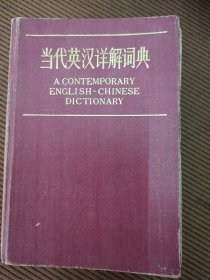 当代英汉详解词典
A CONTEMPORARY
ENGLISH-CHINESE
DICTIONARY